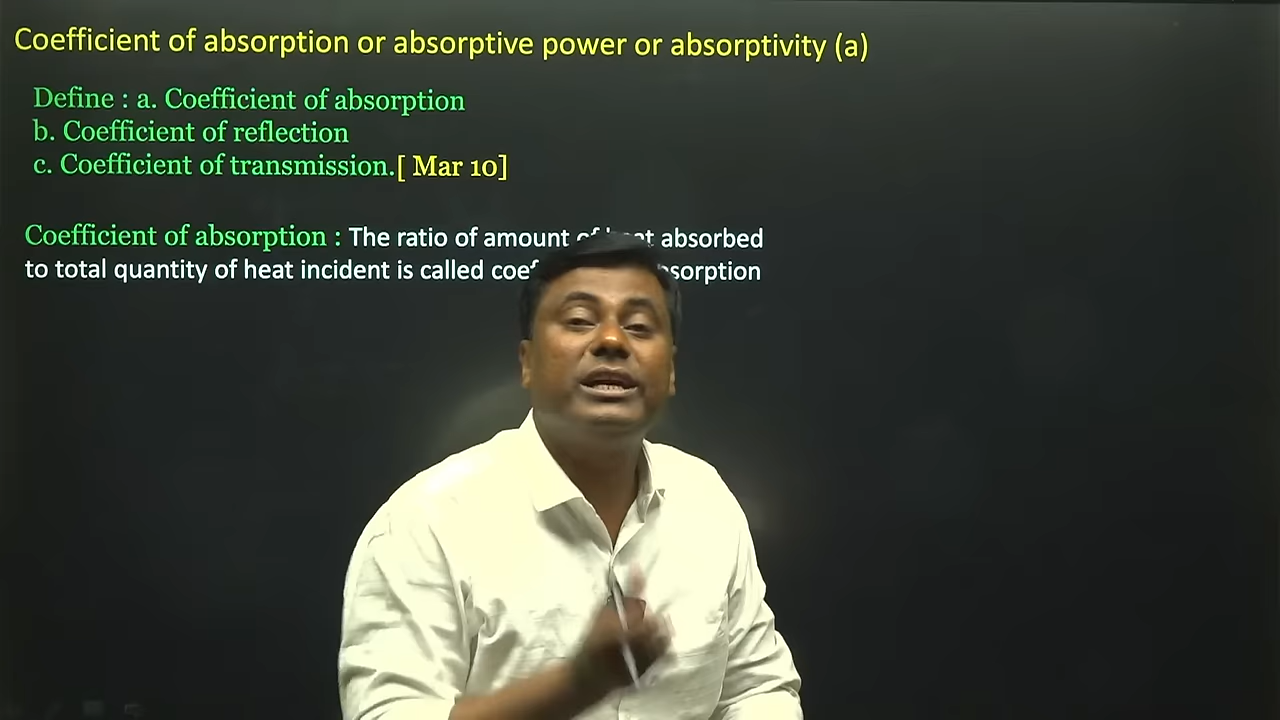 Coefficient of absorption or absorptive power or absorptivity (a)
Define : a. Coefficient of absorption
b. Coefficient of reflection
c. Coefficient of transmission.[ Mar 10]
Coefficient of absorption : The ratio of amount of absorbed
to total quantity of heat incident is called